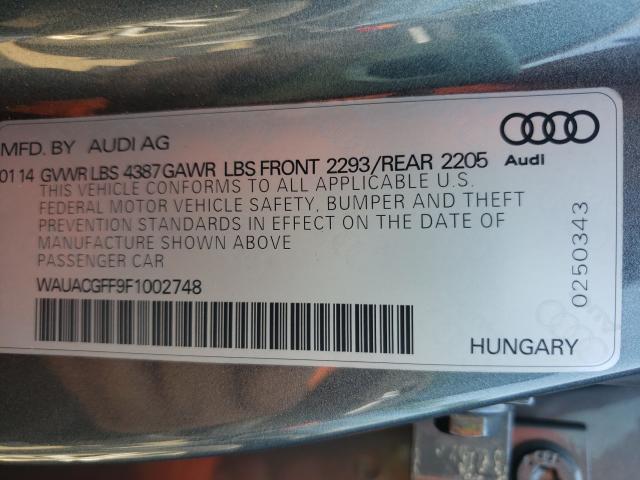 MFD. BY AUDI AG
0114 GVWR LBS 4387 GAWR LBS FRONT 2293/REAR 2205
Audi
THIS VEHICLE CONFORMS TO ALL APPLICABLE U.S.
FEDERAL MOTOR VEHICLE SAFETY, BUMPER AND THEFT
PREVENTION STANDARDS IN EFFECT ON THE DATE OF
MANUFACTURE SHOWN ABOVE
PASSENGER CAR
WAUACGFF9F1002748
0250343
HUNGARY